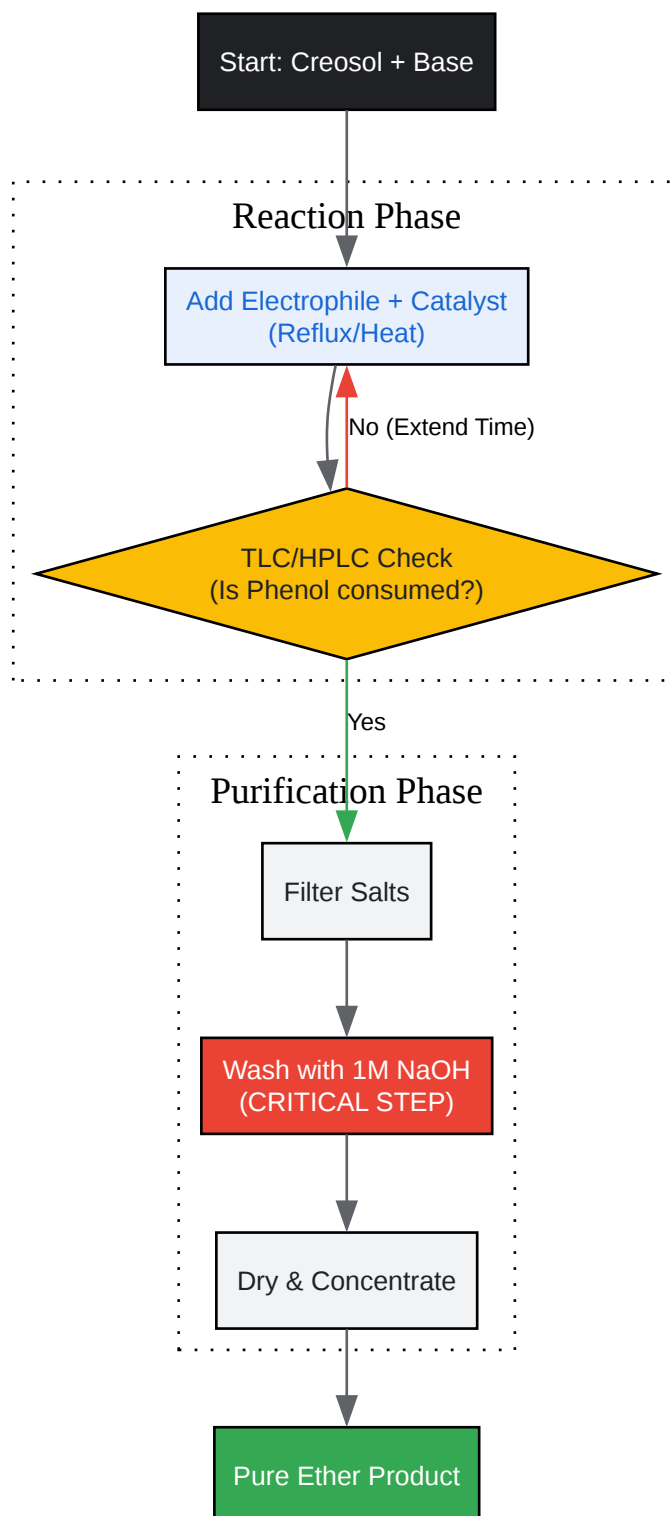 Start: Creosol + Base
Reaction Phase
Add Electrophile + Catalyst
(Reflux/Heat)
No (Extend Time)
TLC/HPLC Check
(Is Phenol consumed?)
Yes
Purification Phase
Filter Salts
Wash with 1M NaOH
(CRITICAL STEP)
Dry & Concentrate
Pure Ether Product